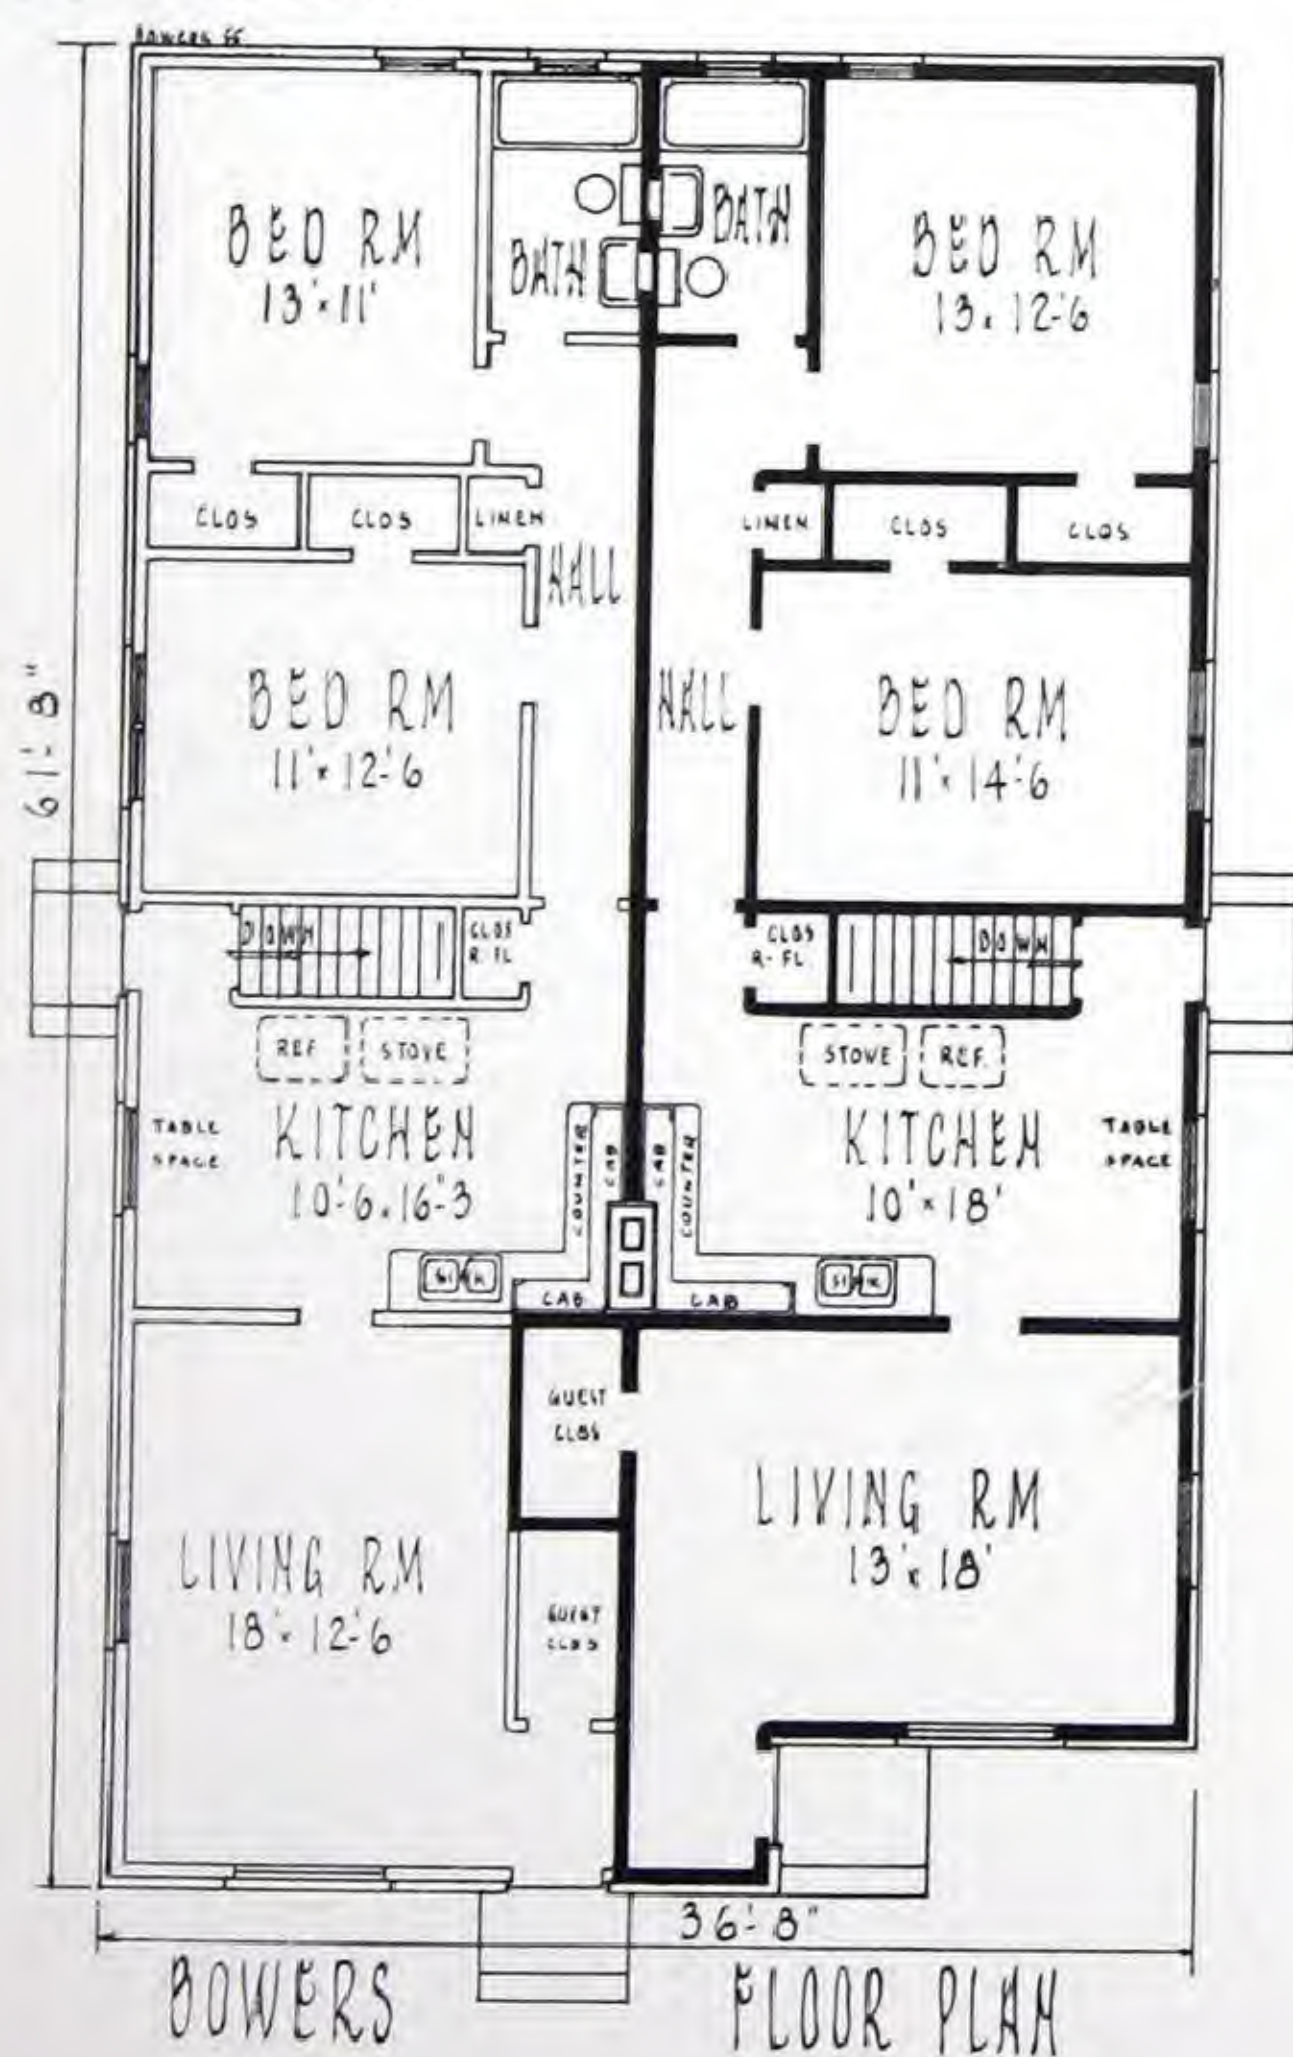 BOWERS
BED RM
13'x11'
BATH
BATH
BED RM
13x12'-6
CLOS
CLOS
LINEN
LINEN
CLOS
CLOS
HALL
HALL
BED RM
11'x12'-6
BED RM
11'x14'-6
61'-8"
DOWN
CLOS
R-FL
CLOS
R-FL
DOWN
REF
STOVE
STOVE
REF.
TABLE
SPACE
KITCHEN
10'-6x16'-3
COUNTER
CAB
CAB
COUNTER
KITCHEN
10'x18'
TABLE
SPACE
SINK
CAB
CAB
SINK
GUEST
CLOS
LIVING RM
13'x18'
LIVING RM
18'x12'-6
GUEST
CLOS
36'-8"
BOWERS FLOOR PLAN